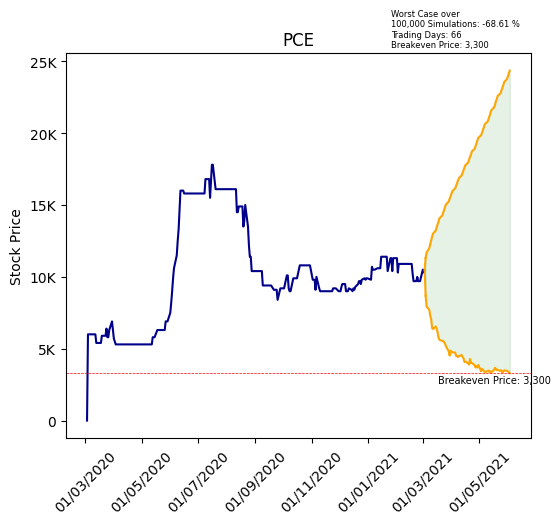 Worst Case over
100,000 Simulations: -68.61 %
Trading Days: 66
Breakeven Price: 3,300
PCE
Stock Price
25K
20K
15K
10K
5K
0
Breakeven Price: 3,300
01/03/2020
01/05/2020
01/07/2020
01/09/2020
01/11/2020
01/01/2021
01/03/2021
01/05/2021